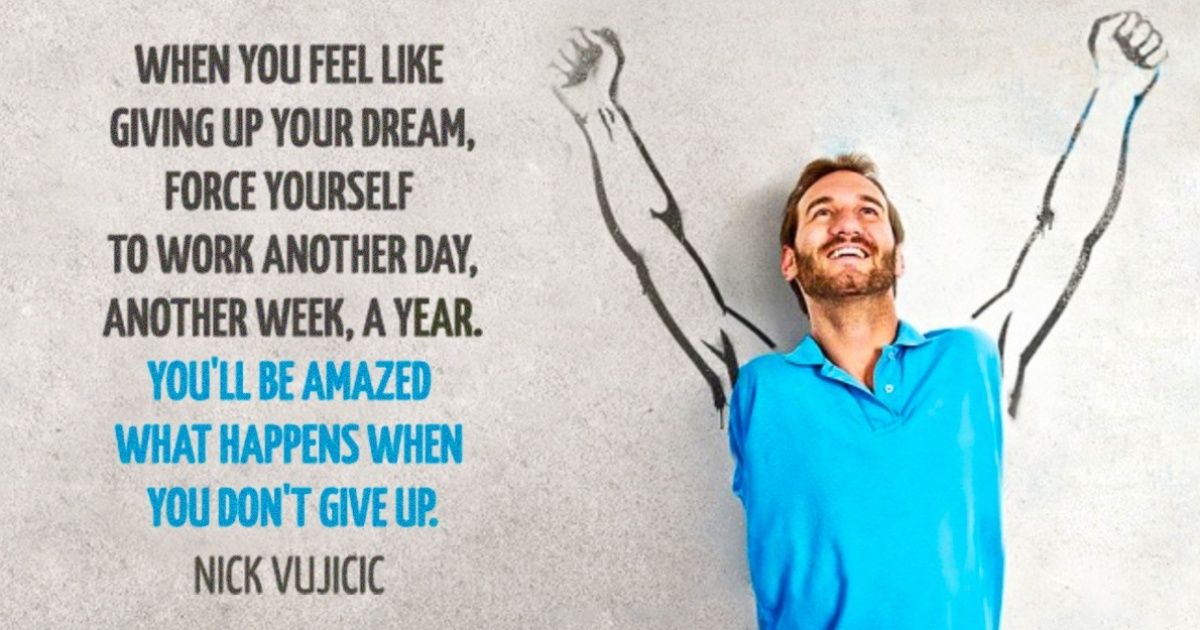 WHEN YOU FEEL LIKE
GIVING UP YOUR DREAM,
FORCE YOURSELF
TO WORK ANOTHER DAY,
ANOTHER WEEK, A YEAR.
YOU'LL BE AMAZED
WHAT HAPPENS WHEN
YOU DON'T GIVE UP.
NICK VUJICIC